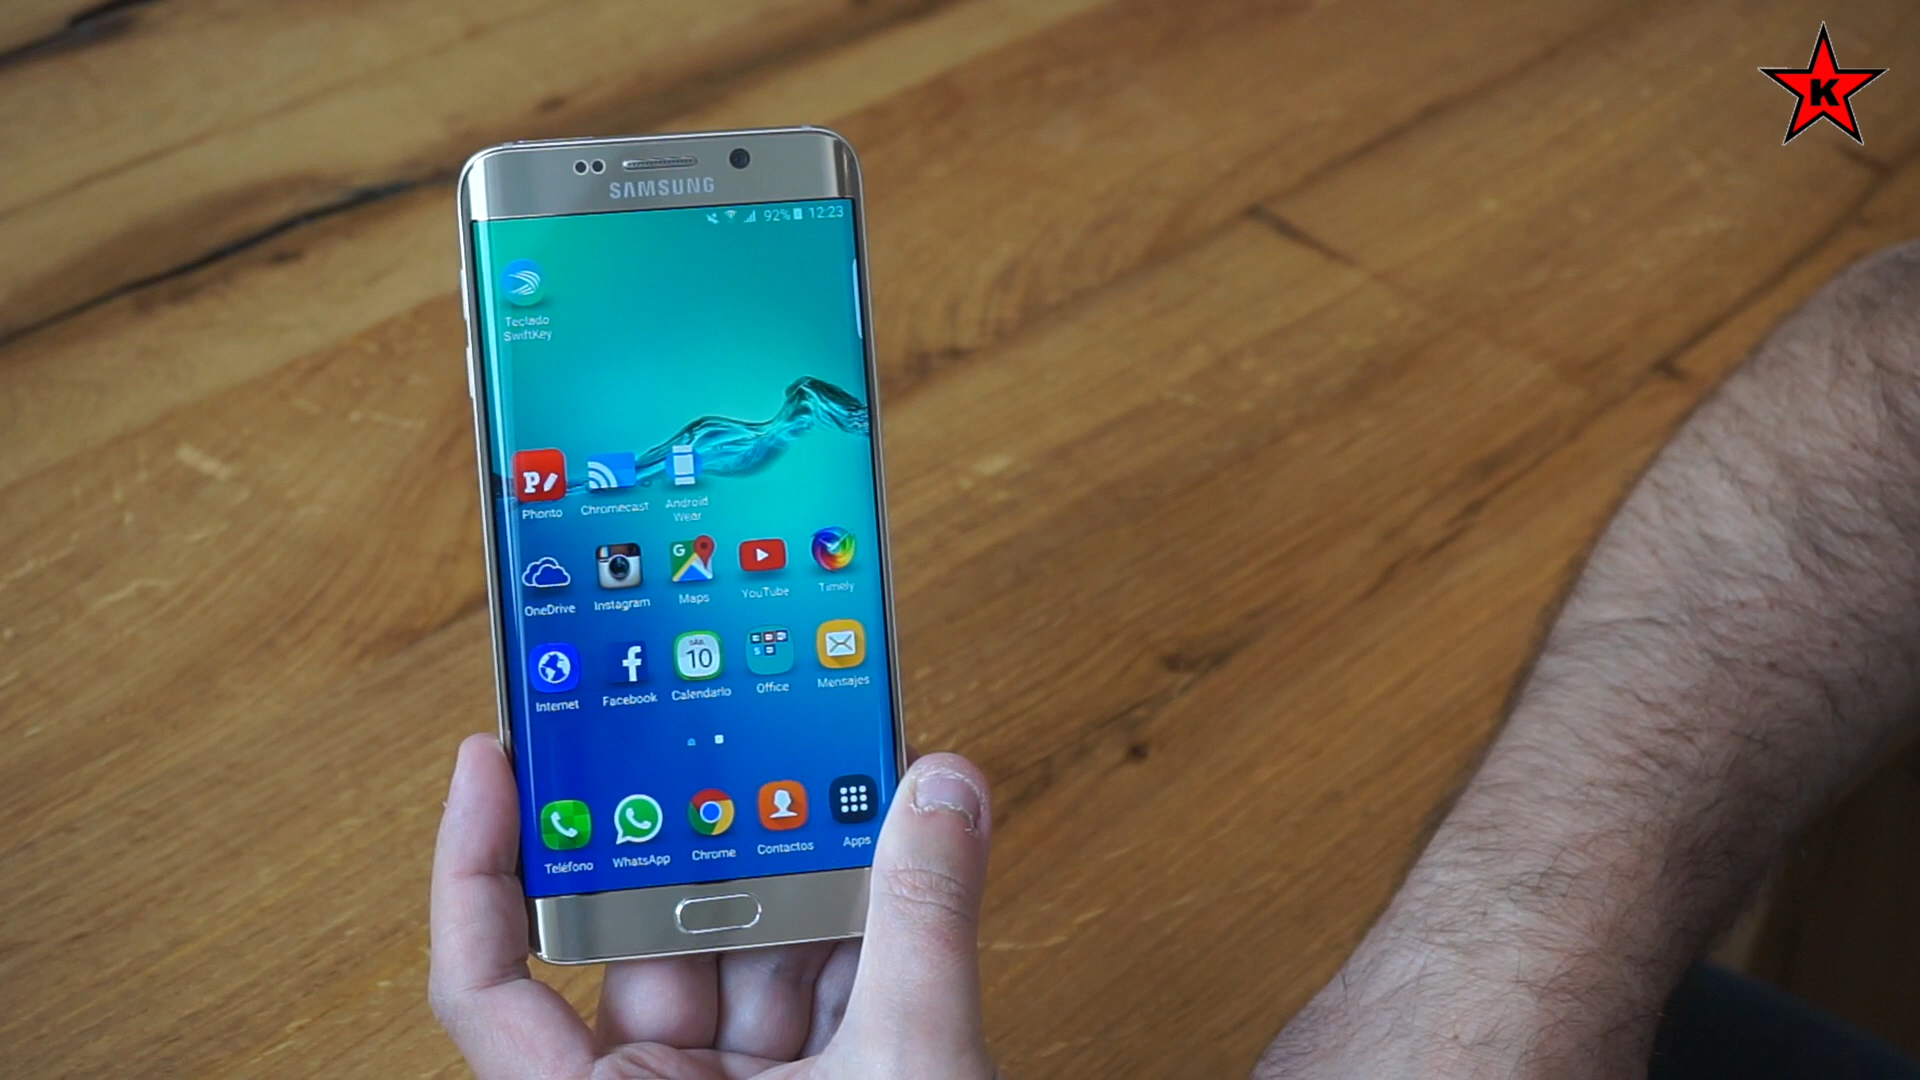 K
SAMSUNG
92% 12:23
Teclado
SwiftKey
P
Phonto
Chromecast
Android
Wear
G
OneDrive
Instagram
Maps
YouTube
Timely
10
f
Internet
Facebook
Calendario
Office
Mensajes
Teléfono
WhatsApp
Chrome
Contactos
Apps